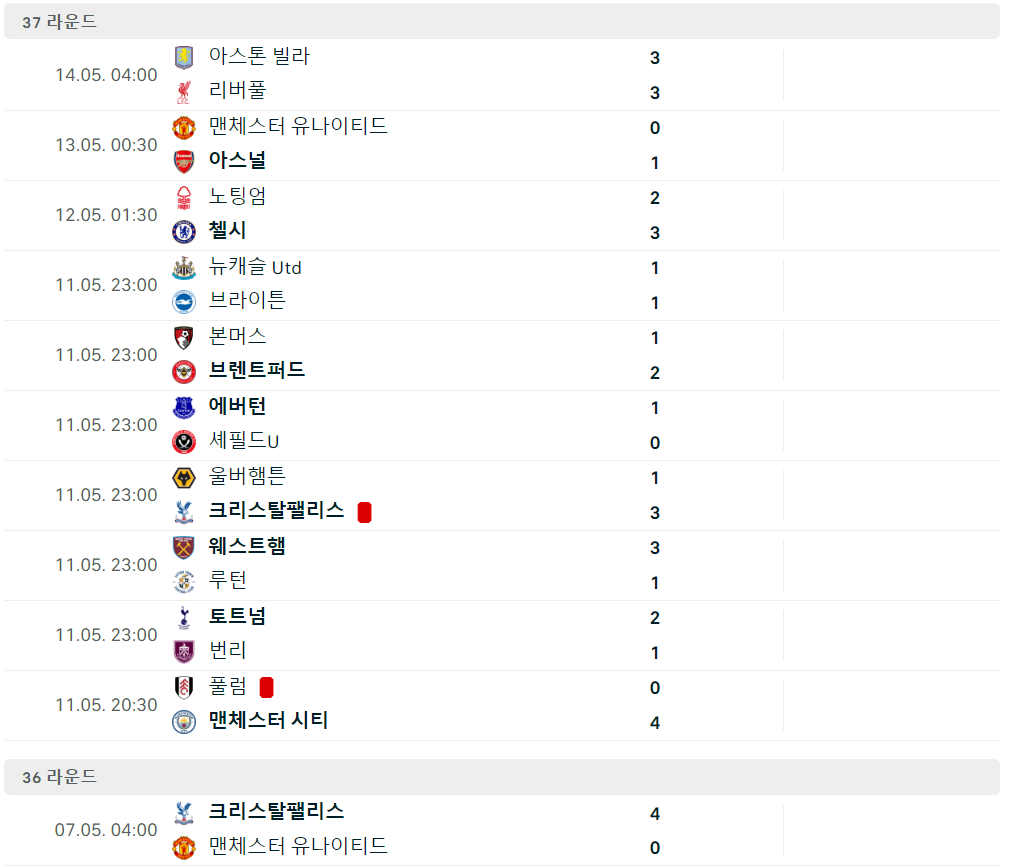 37 라운드
14.05. 04:00
아스톤 빌라 3
리버풀 3
13.05. 00:30
맨체스터 유나이티드 0
아스널 1
12.05. 01:30
노팅엄 2
첼시 3
11.05. 23:00
뉴캐슬 Utd 1
브라이튼 1
11.05. 23:00
본머스 1
브렌트퍼드 2
11.05. 23:00
에버턴 1
셰필드U 0
11.05. 23:00
울버햄튼 1
크리스탈팰리스 3
11.05. 23:00
웨스트햄 3
루턴 1
11.05. 23:00
토트넘 2
번리 1
11.05. 20:30
풀럼 0
맨체스터 시티 4
36 라운드
07.05. 04:00
크리스탈팰리스 4
맨체스터 유나이티드 0